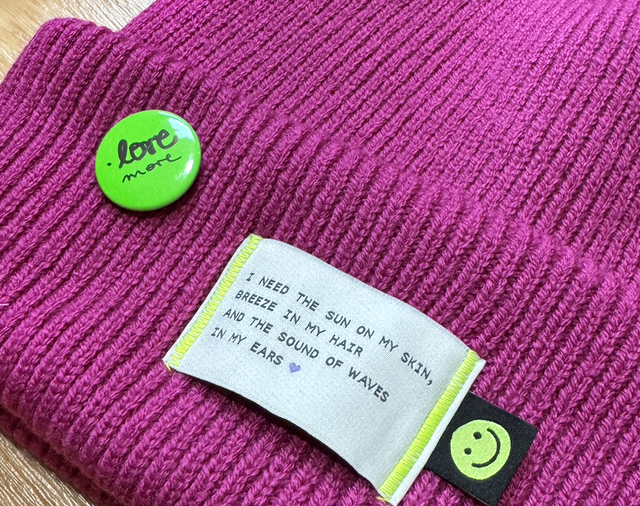 love
more
I NEED THE SUN ON MY SKIN,
BREEZE IN MY HAIR
AND THE SOUND OF WAVES
IN MY EARS 💜